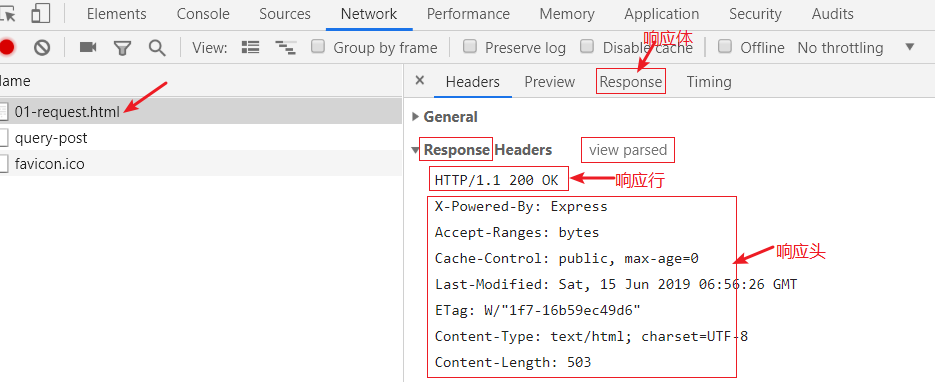 Elements Console Sources Network Performance Memory Application Security Audits
View: Group by frame Preserve log Disable cache Offline No throttling
响应体
Name
Headers Preview Response Timing
01-request.html
General
query-post
Response Headers view parsed
favicon.ico
HTTP/1.1 200 OK
响应行
X-Powered-By: Express
Accept-Ranges: bytes
响应头
Cache-Control: public, max-age=0
Last-Modified: Sat, 15 Jun 2019 06:56:26 GMT
ETag: W/"1f7-16b59ec49d6"
Content-Type: text/html; charset=UTF-8
Content-Length: 503